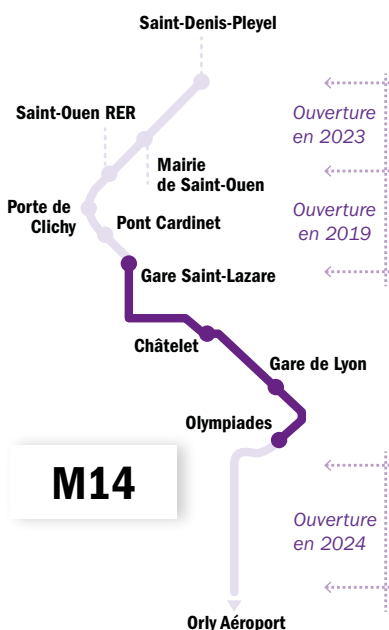 Saint-Denis-Pleyel
Saint-Ouen RER
Ouverture
en 2023
Mairie
de Saint-Ouen
Porte de
Clichy
Pont Cardinet
Ouverture
en 2019
Gare Saint-Lazare
Châtelet
Gare de Lyon
Olympiades
M14
Ouverture
en 2024
Orly Aéroport